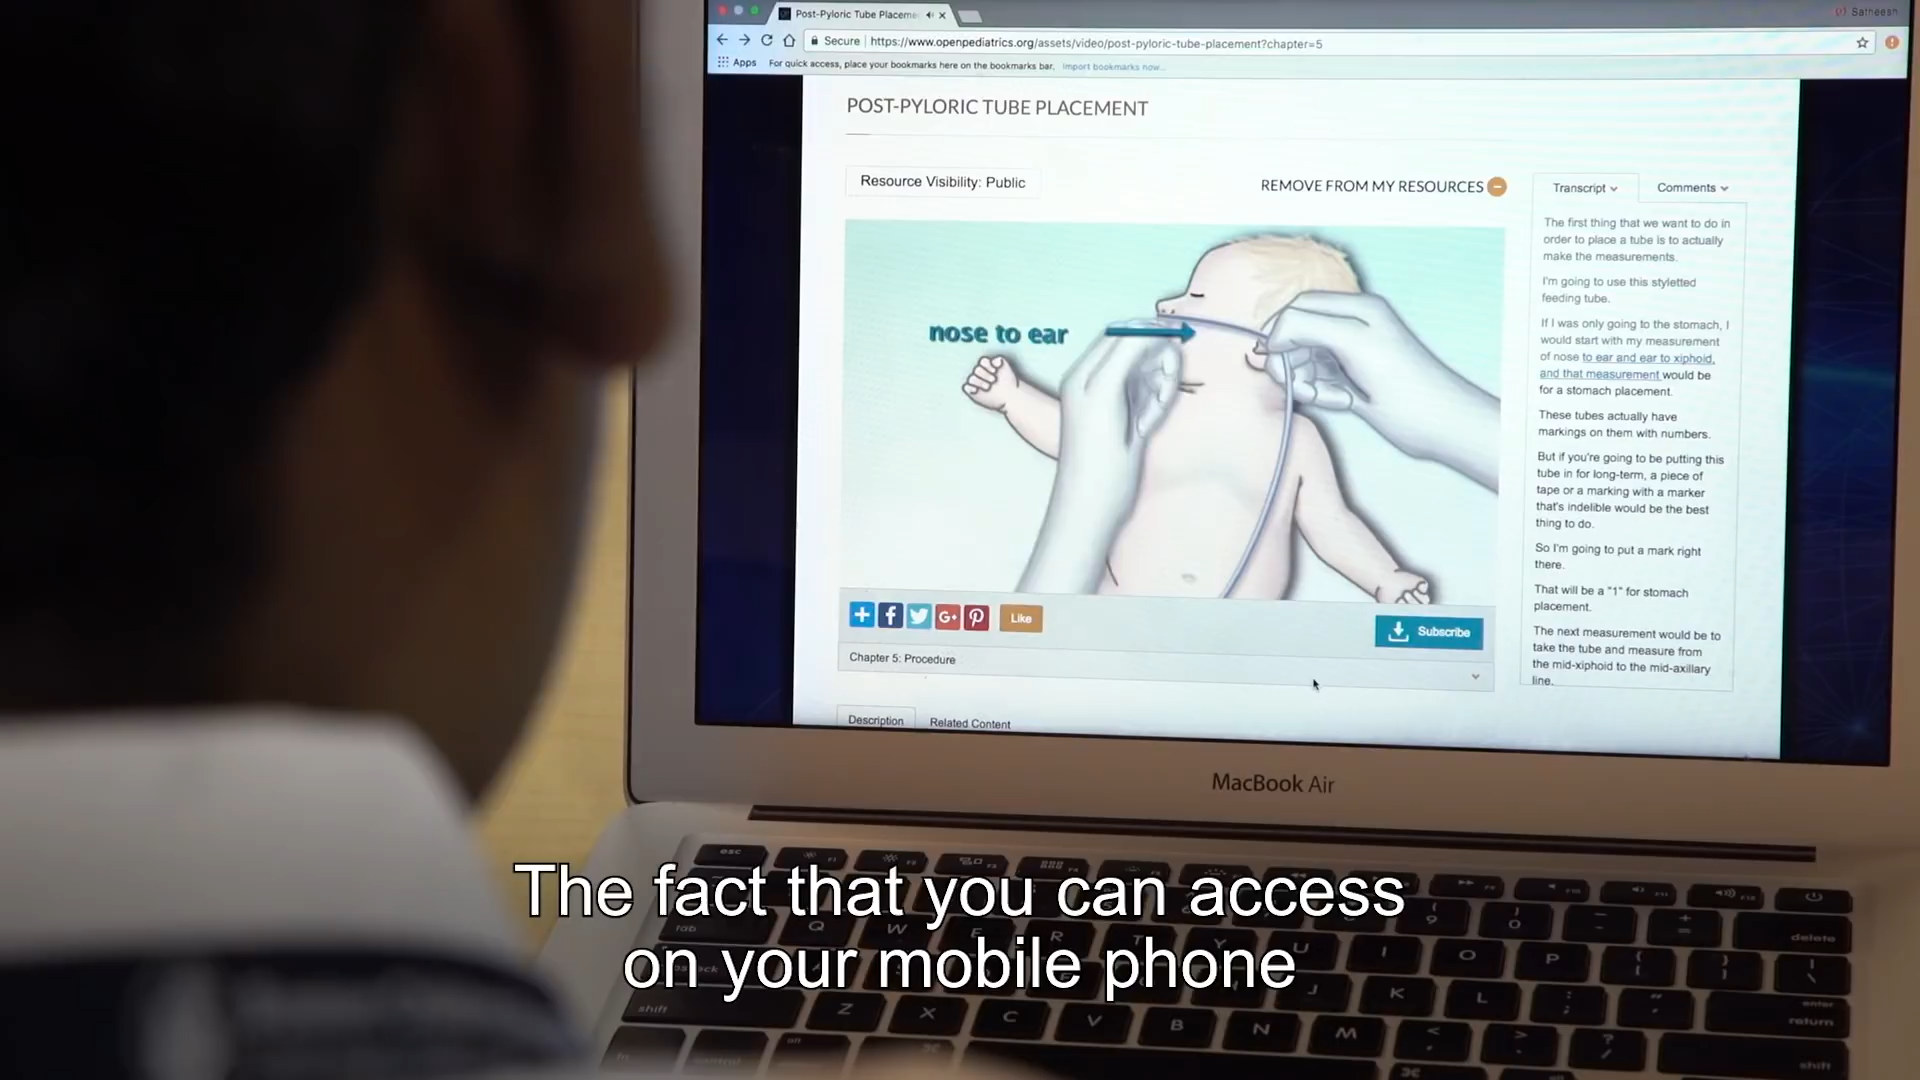 Post-Pyloric Tube Placeme
Satheesh
Secure
https://www.openpediatrics.org/assets/video/post-pyloric-tube-placement?chapter=5
Apps
For quick access, place your bookmarks here on the bookmarks bar. Import bookmarks now...
POST-PYLORIC TUBE PLACEMENT
Resource Visibility: Public
REMOVE FROM MY RESOURCES
nose to ear
Like
Subscribe
Chapter 5: Procedure
Description
Related Content
Transcript
Comments
The first thing that we want to do in
order to place a tube is to actually
make the measurements.
I'm going to use this styletted
feeding tube.
If I was only going to the stomach, I
would start with my measurement
of nose to ear and ear to xiphoid,
and that measurement would be
for a stomach placement.
These tubes actually have
markings on them with numbers.
But if you're going to be putting this
tube in for long-term, a piece of
tape or a marking with a marker
that's indelible would be the best
thing to do.
So I'm going to put a mark right
there.
That will be a "1" for stomach
placement.
The next measurement would be to
take the tube and measure from
the mid-xiphoid to the mid-axillary
line.
MacBook Air
esc
The fact that you can access
on your mobile phone
tab
Q
W
R
U
I
O
P
delete
J
K
L
enter
return
shift
Z
X
C
V
B
N
M
shift